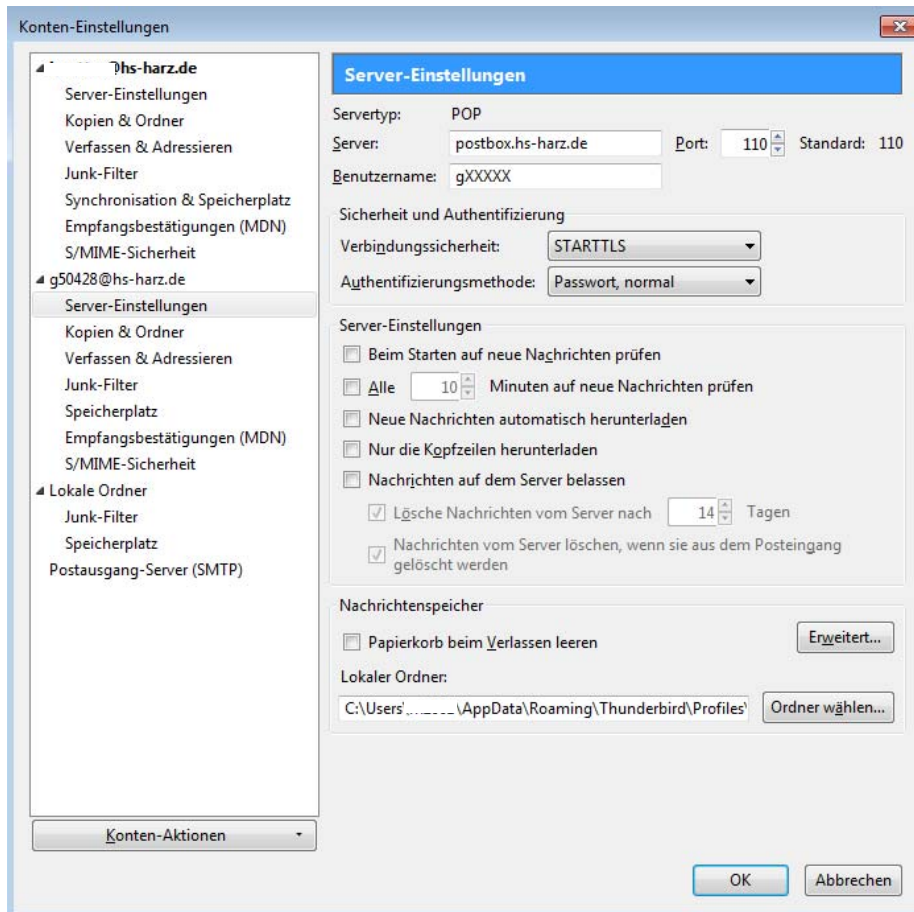 Konten-Einstellungen
@hs-harz.de
Server-Einstellungen
Kopien & Ordner
Verfassen & Adressieren
Junk-Filter
Synchronisation & Speicherplatz
Empfangsbestätigungen (MDN)
S/MIME-Sicherheit
g50428@hs-harz.de
Server-Einstellungen
Kopien & Ordner
Verfassen & Adressieren
Junk-Filter
Speicherplatz
Empfangsbestätigungen (MDN)
S/MIME-Sicherheit
Lokale Ordner
Junk-Filter
Speicherplatz
Postausgang-Server (SMTP)
Konten-Aktionen
Server-Einstellungen
Servertyp: POP
Server: postbox.hs-harz.de Port: 110 Standard: 110
Benutzername: gXXXXX
Sicherheit und Authentifizierung
Verbindungssicherheit: STARTTLS
Authentifizierungsmethode: Passwort, normal
Server-Einstellungen
Beim Starten auf neue Nachrichten prüfen
Alle 10 Minuten auf neue Nachrichten prüfen
Neue Nachrichten automatisch herunterladen
Nur die Kopfzeilen herunterladen
Nachrichten auf dem Server belassen
Lösche Nachrichten vom Server nach 14 Tagen
Nachrichten vom Server löschen, wenn sie aus dem Posteingang
gelöscht werden
Nachrichtenspeicher
Papierkorb beim Verlassen leeren Erweitert...
Lokaler Ordner:
C:\Users\ \AppData\Roaming\Thunderbird\Profiles\ Ordner wählen...
OK Abbrechen